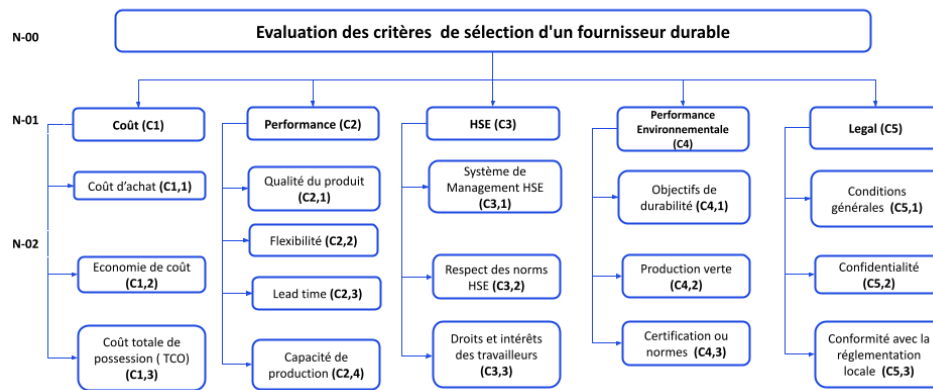 N-00
Evaluation des critères de sélection d'un fournisseur durable
N-01
Coût (C1)
Performance (C2)
HSE (C3)
Performance
Environnementale
(C4)
Legal (C5)
N-02
Coût d'achat (C1,1)
Economie de coût
(C1,2)
Coût totale de
possession ( TCO)
(C1,3)
Qualité du produit
(C2,1)
Flexibilité (C2,2)
Lead time (C2,3)
Capacité de
production (C2,4)
Système de
Management HSE
(C3,1)
Respect des norms
HSE (C3,2)
Droits et intérêts
des travailleurs
(C3,3)
Objectifs de
durabilité (C4,1)
Production verte
(C4,2)
Certification ou
normes (C4,3)
Conditions
générales (C5,1)
Confidentialité
(C5,2)
Conformité avec la
réglementation
locale (C5,3)